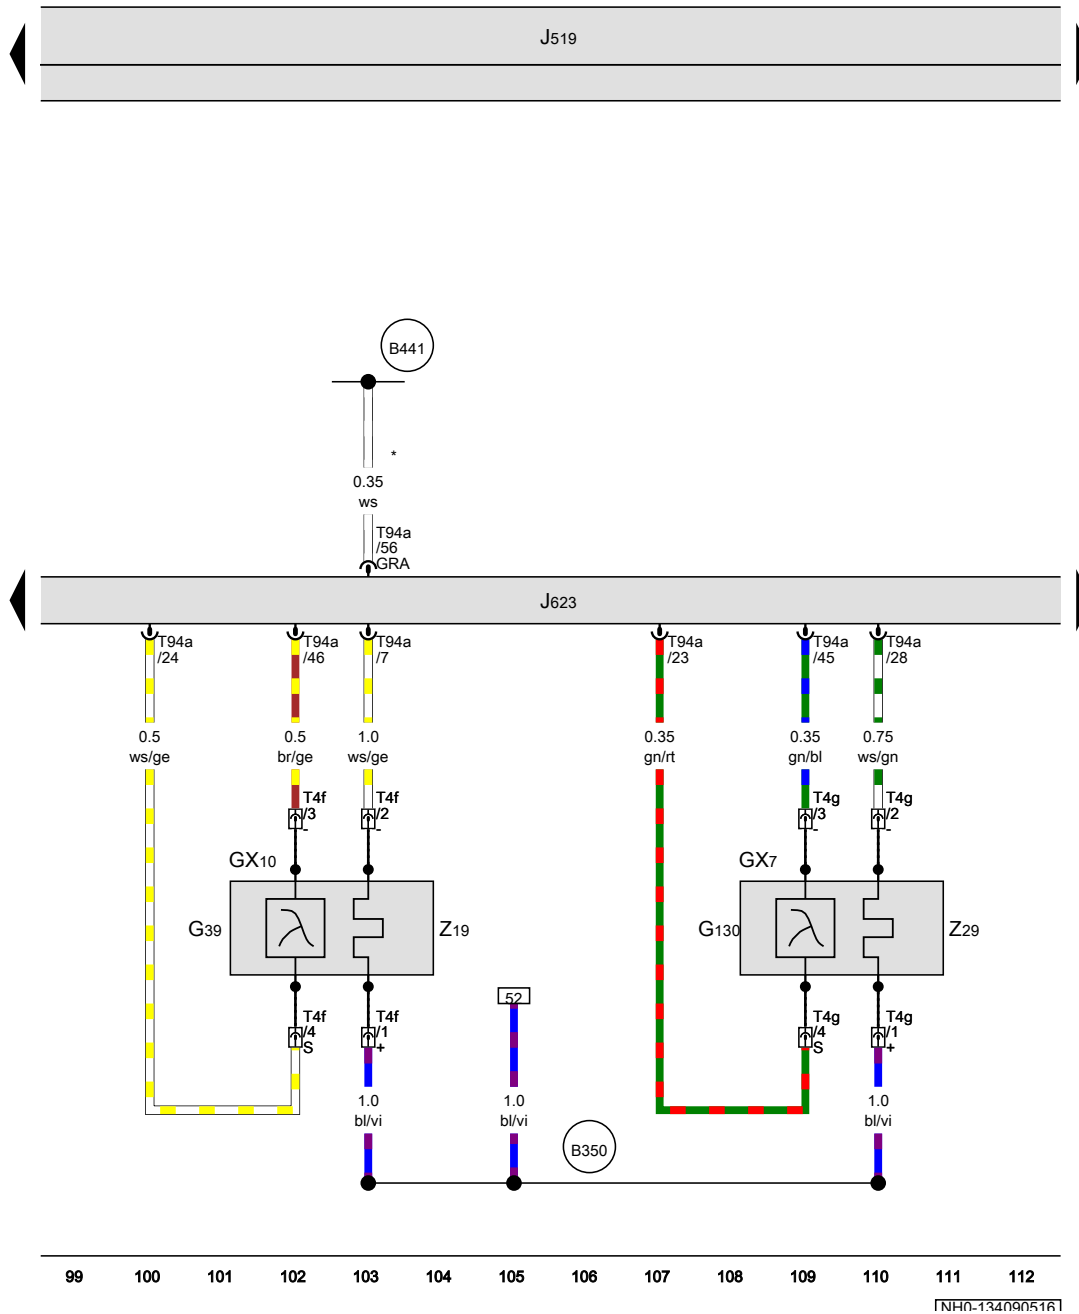 J519
B441
*
0.35
ws
T94a
/56
GRA
J623
T94a
/24
T94a
/46
T94a
/7
T94a
/23
T94a
/45
T94a
/28
0.5
ws/ge
0.5
br/ge
1.0
ws/ge
0.35
gn/rt
0.35
gn/bl
0.75
ws/gn
T4f
/3
-
T4f
/2
-
T4g
/3
-
T4g
/2
-
GX10
GX7
G39
Z19
G130
Z29
52
T4f
/4
S
T4f
/1
+
T4g
/4
S
T4g
/1
+
1.0
bl/vi
1.0
bl/vi
1.0
bl/vi
B350
99 100 101 102 103 104 105 106 107 108 109 110 111 112
NH0-134090516